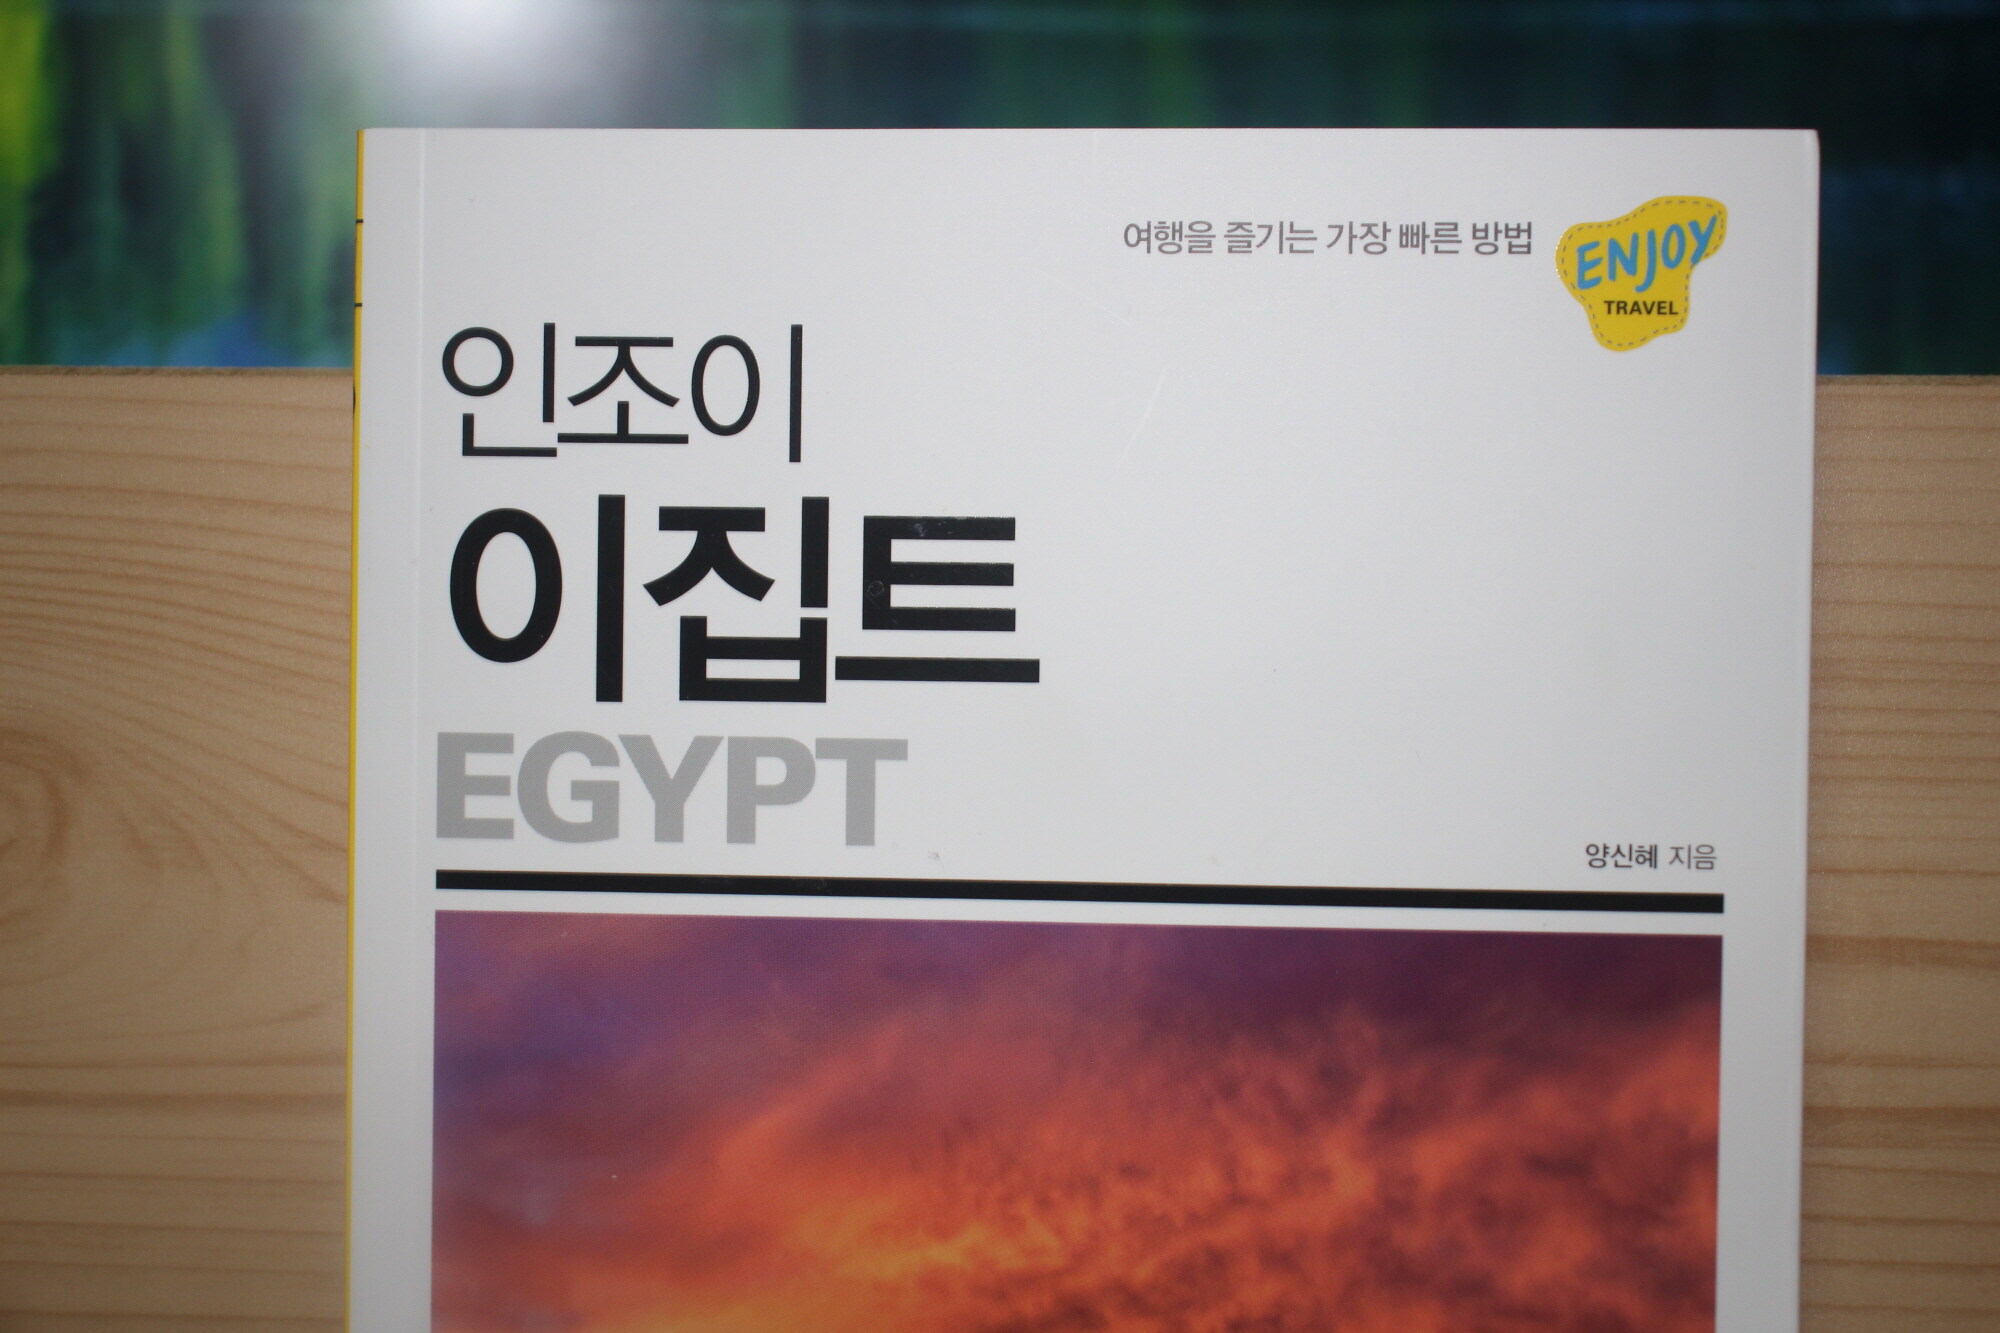 여행을 즐기는 가장 빠른 방법
ENJOY
TRAVEL
인조이
이집트
EGYPT
양신혜 지음